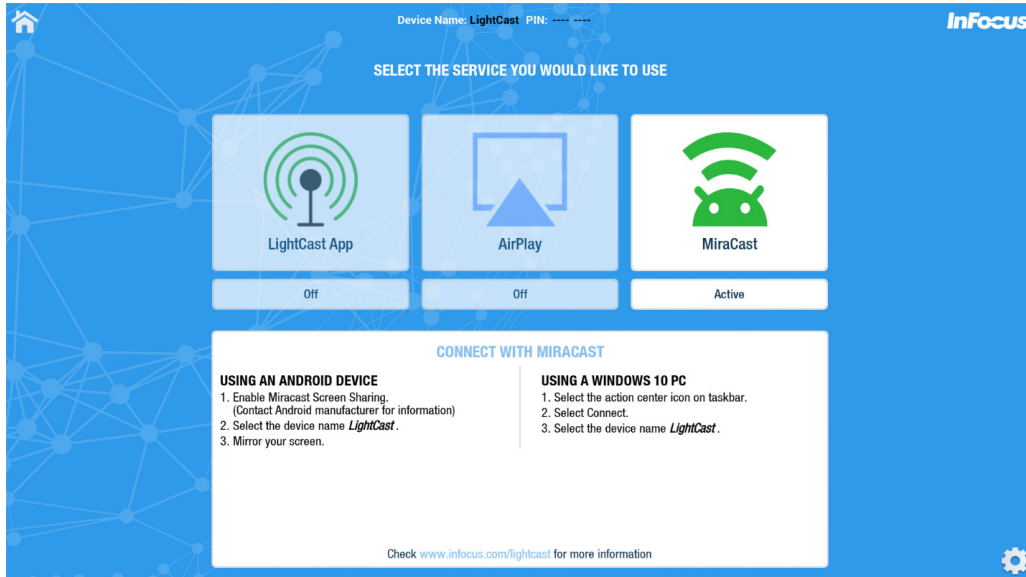 Device Name: LightCast PIN: ---- ----
InFocus
SELECT THE SERVICE YOU WOULD LIKE TO USE
LightCast App
AirPlay
MiraCast
Off
Off
Active
CONNECT WITH MIRACAST
USING AN ANDROID DEVICE
1. Enable Miracast Screen Sharing.
(Contact Android manufacturer for information)
2. Select the device name LightCast .
3. Mirror your screen.
USING A WINDOWS 10 PC
1. Select the action center icon on taskbar.
2. Select Connect.
3. Select the device name LightCast .
Check www.infocus.com/lightcast for more information